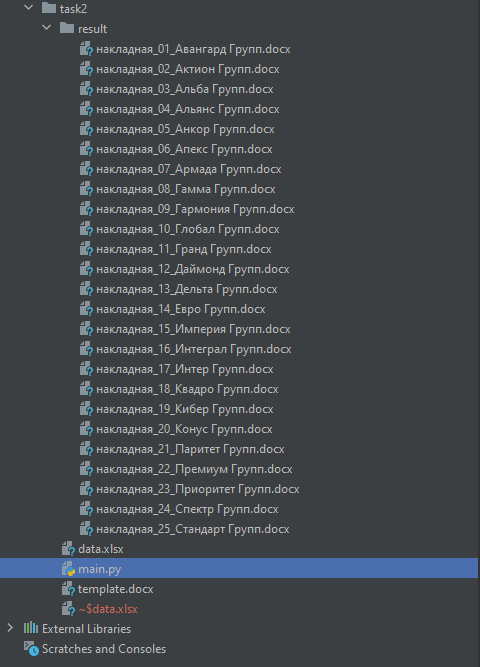 task2
result
накладная_01_Авангард Групп.docx
накладная_02_Актион Групп.docx
накладная_03_Альба Групп.docx
накладная_04_Альянс Групп.docx
накладная_05_Анкор Групп.docx
накладная_06_Апекс Групп.docx
накладная_07_Армада Групп.docx
накладная_08_Гамма Групп.docx
накладная_09_Гармония Групп.docx
накладная_10_Глобал Групп.docx
накладная_11_Гранд Групп.docx
накладная_12_Даймонд Групп.docx
накладная_13_Дельта Групп.docx
накладная_14_Евро Групп.docx
накладная_15_Империя Групп.docx
накладная_16_Интеграл Групп.docx
накладная_17_Интер Групп.docx
накладная_18_Квадро Групп.docx
накладная_19_Кибер Групп.docx
накладная_20_Конус Групп.docx
накладная_21_Паритет Групп.docx
накладная_22_Премиум Групп.docx
накладная_23_Приоритет Групп.docx
накладная_24_Спектр Групп.docx
накладная_25_Стандарт Групп.docx
data.xlsx
main.py
template.docx
~$data.xlsx
External Libraries
Scratches and Consoles